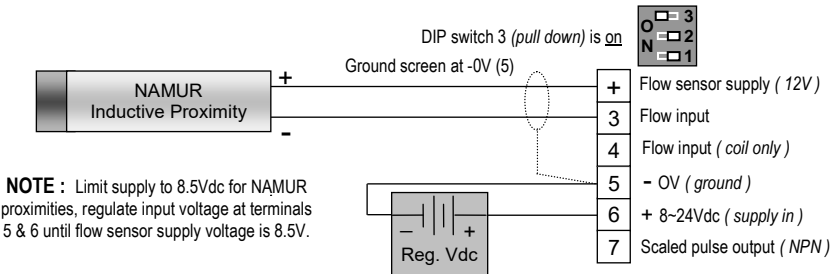 DIP switch 3 (pull down) is on
O N
3
2
1
Ground screen at -0V (5)
NAMUR
Inductive Proximity
+
-
+ Flow sensor supply ( 12V )
3 Flow input
4 Flow input ( coil only )
5 - OV ( ground )
6 + 8~24Vdc ( supply in )
7 Scaled pulse output ( NPN )
NOTE : Limit supply to 8.5Vdc for NAMUR
proximities, regulate input voltage at terminals
5 & 6 until flow sensor supply voltage is 8.5V.
– +
Reg. Vdc